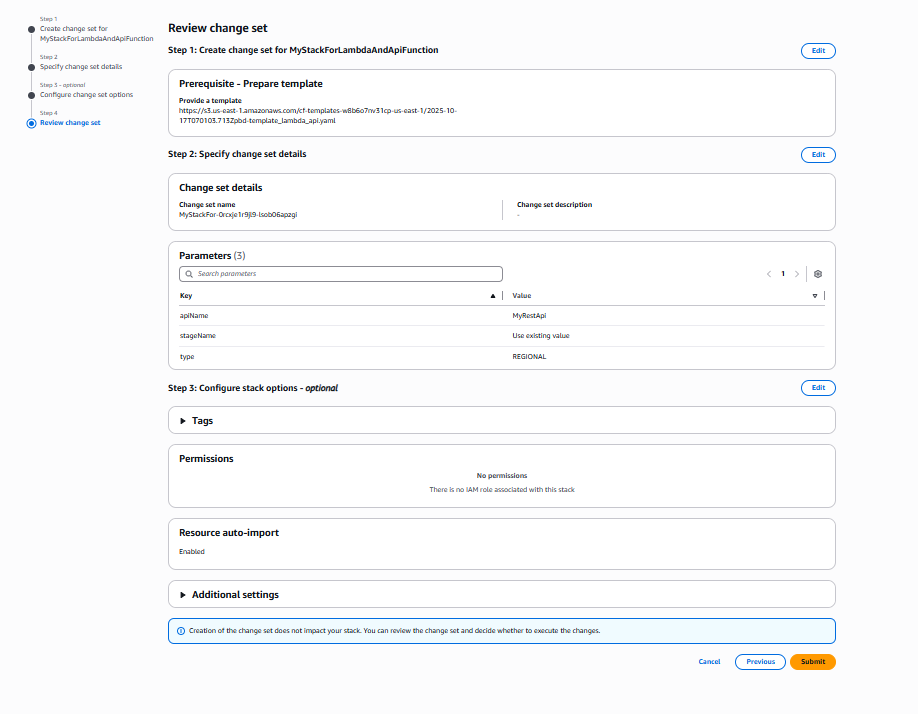 Step 1
Create change set for
MyStackForLambdaAndApiFunction
Step 2
Specify change set details
Step 3 - optional
Configure change set options
Step 4
Review change set
Review change set
Step 1: Create change set for MyStackForLambdaAndApiFunction
Edit
Prerequisite - Prepare template
Provide a template
https://s3.us-east-1.amazonaws.com/cf-templates-w8b6o7nv31cp-us-east-1/2025-10-
17T070103.713Zpbd-template_lambda_api.yaml
Step 2: Specify change set details
Edit
Change set details
Change set name
MyStackFor-0rcxje1r9jl9-lsob06apzgi
Change set description
-
Parameters (3)
Search parameters
1
Key
Value
apiName
MyRestApi
stageName
Use existing value
type
REGIONAL
Step 3: Configure stack options - optional
Edit
Tags
Permissions
No permissions
There is no IAM role associated with this stack
Resource auto-import
Enabled
Additional settings
Creation of the change set does not impact your stack. You can review the change set and decide whether to execute the changes.
Cancel
Previous
Submit